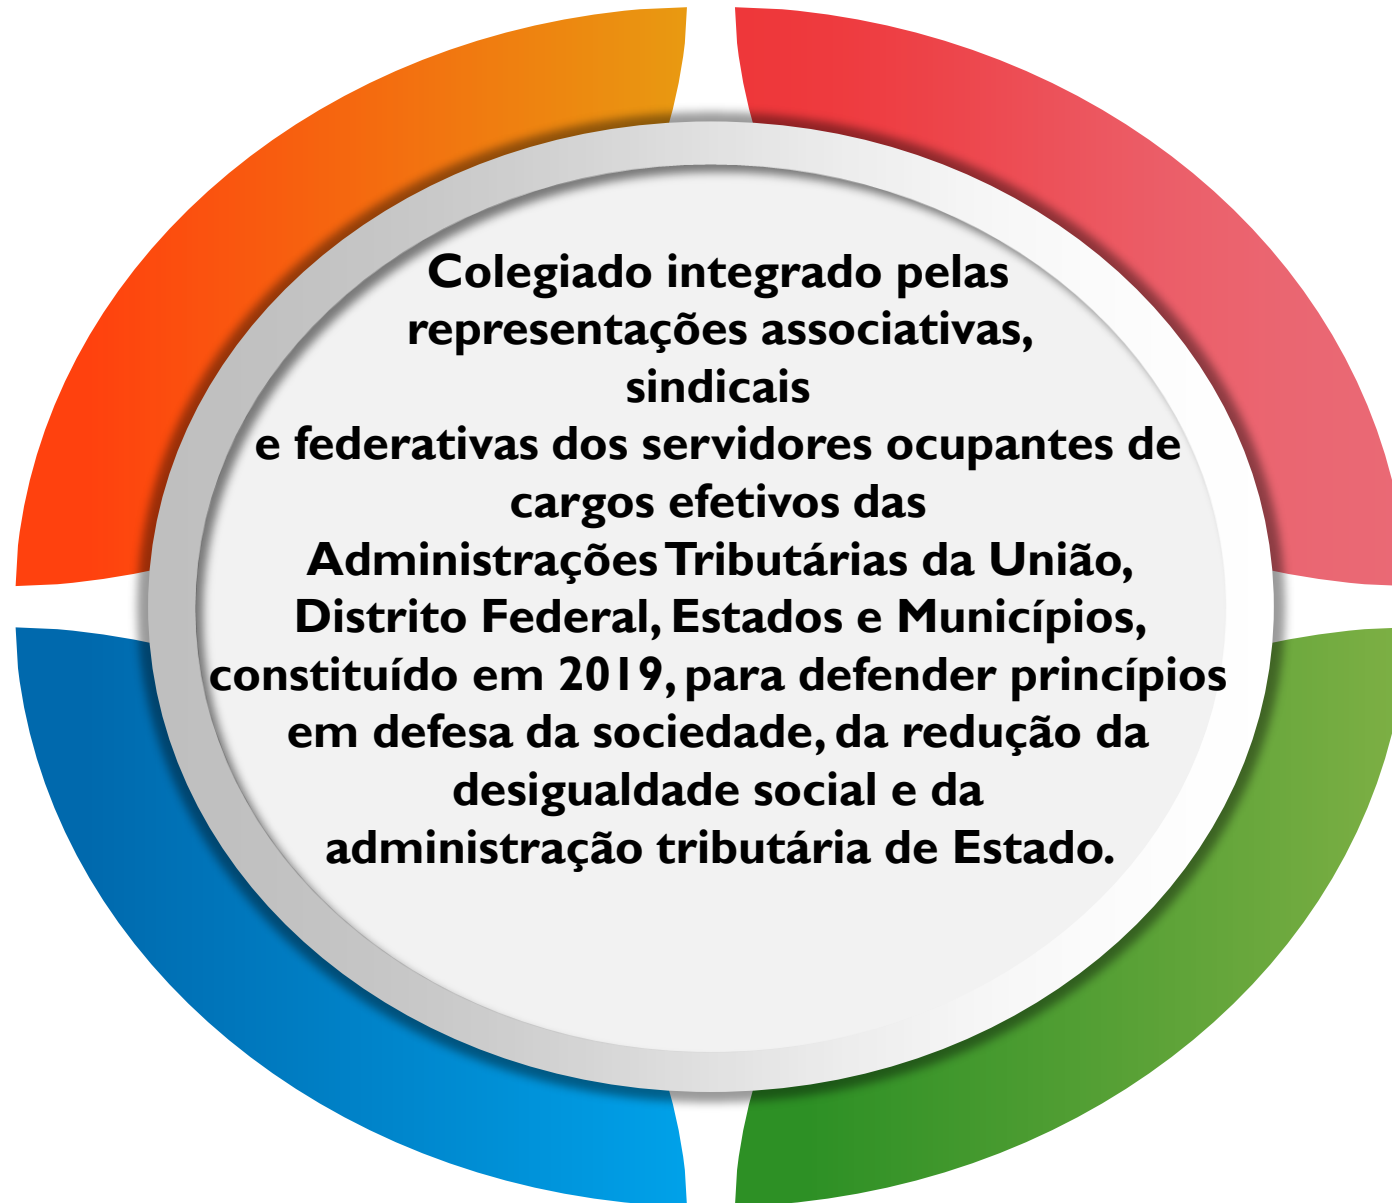 Colegiado integrado pelas
representações associativas,
sindicais
e federativas dos servidores ocupantes de
cargos efetivos das
Administrações Tributárias da União,
Distrito Federal, Estados e Municípios,
constituído em 2019, para defender princípios
em defesa da sociedade, da redução da
desigualdade social e da
administração tributária de Estado.